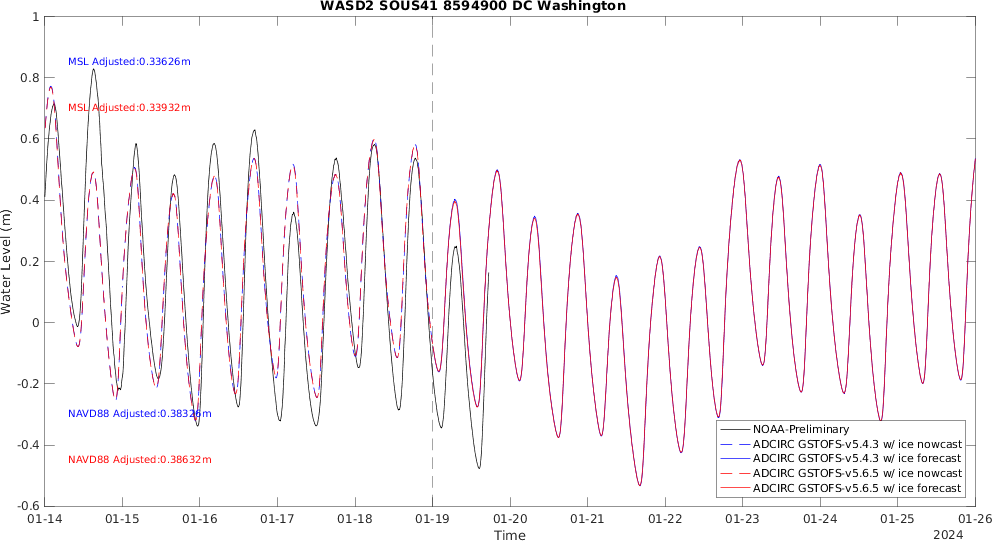 WASD2 SOUS41 8594900 DC Washington
1
0.8
0.6
0.4
0.2
0
-0.2
-0.4
-0.6
Water Level (m)
MSL Adjusted:0.33626m
MSL Adjusted:0.33932m
NAVD88 Adjusted:0.38326m
NAVD88 Adjusted:0.38632m
NOAA-Preliminary
ADCIRC GSTOFS-v5.4.3 w/ ice nowcast
ADCIRC GSTOFS-v5.4.3 w/ ice forecast
ADCIRC GSTOFS-v5.6.5 w/ ice nowcast
ADCIRC GSTOFS-v5.6.5 w/ ice forecast
01-14 01-15 01-16 01-17 01-18 01-19 01-20 01-21 01-22 01-23 01-24 01-25 01-26
Time
2024